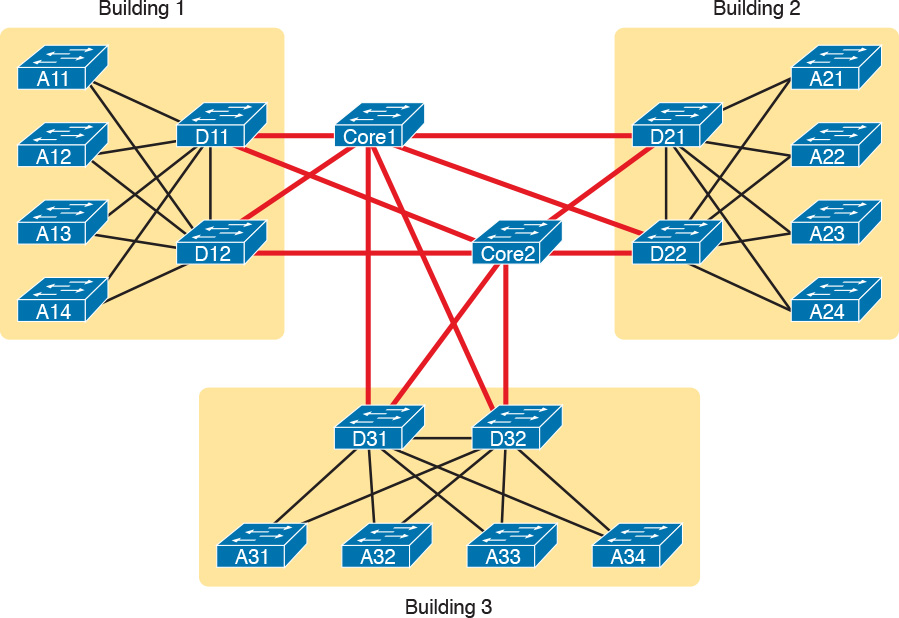 Building 1
Building 2
A11
A21
D11
Core1
D21
A12
A22
A13
A23
D12
Core2
D22
A14
A24
D31
D32
A31
A32
A33
A34
Building 3